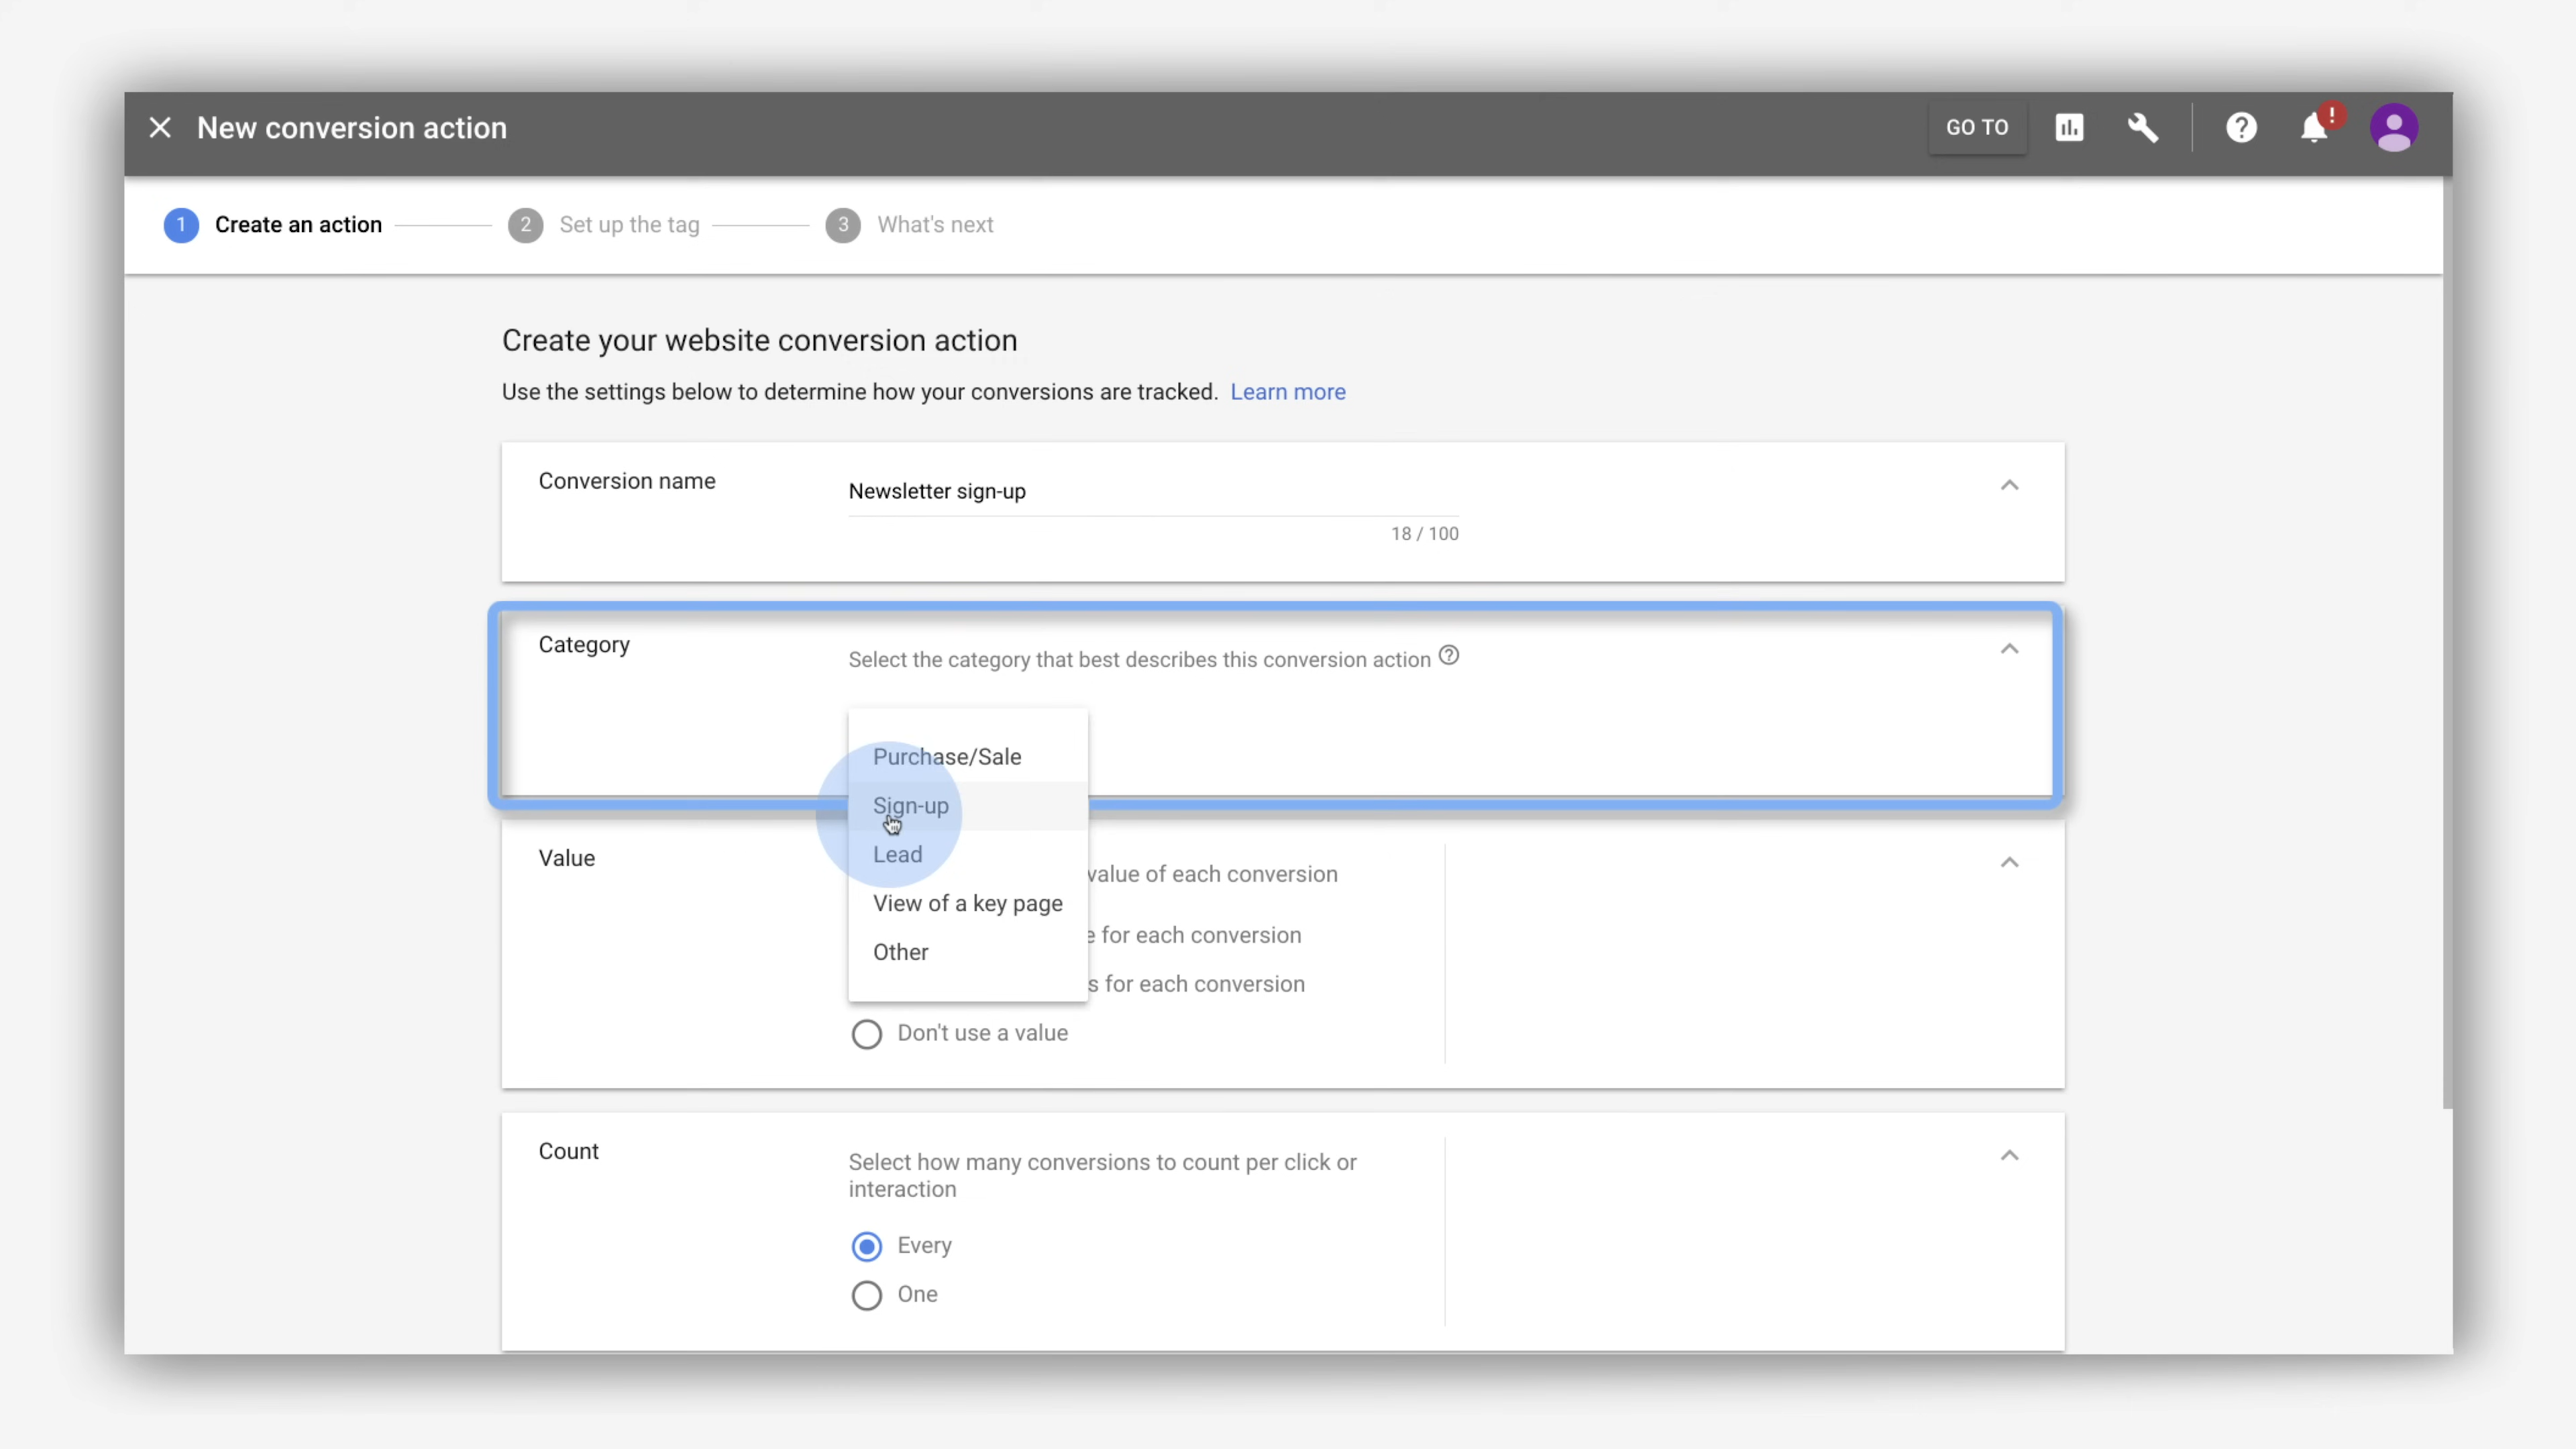 New conversion action
GO TO
!
1 Create an action
2 Set up the tag
3 What's next
Create your website conversion action
Use the settings below to determine how your conversions are tracked. Learn more
Conversion name
Newsletter sign-up
18 / 100
Category
Select the category that best describes this conversion action ?
Purchase/Sale
Sign-up
Lead
View of a key page
Other
Value
value of each conversion
for each conversion
s for each conversion
Don't use a value
Count
Select how many conversions to count per click or
interaction
Every
One